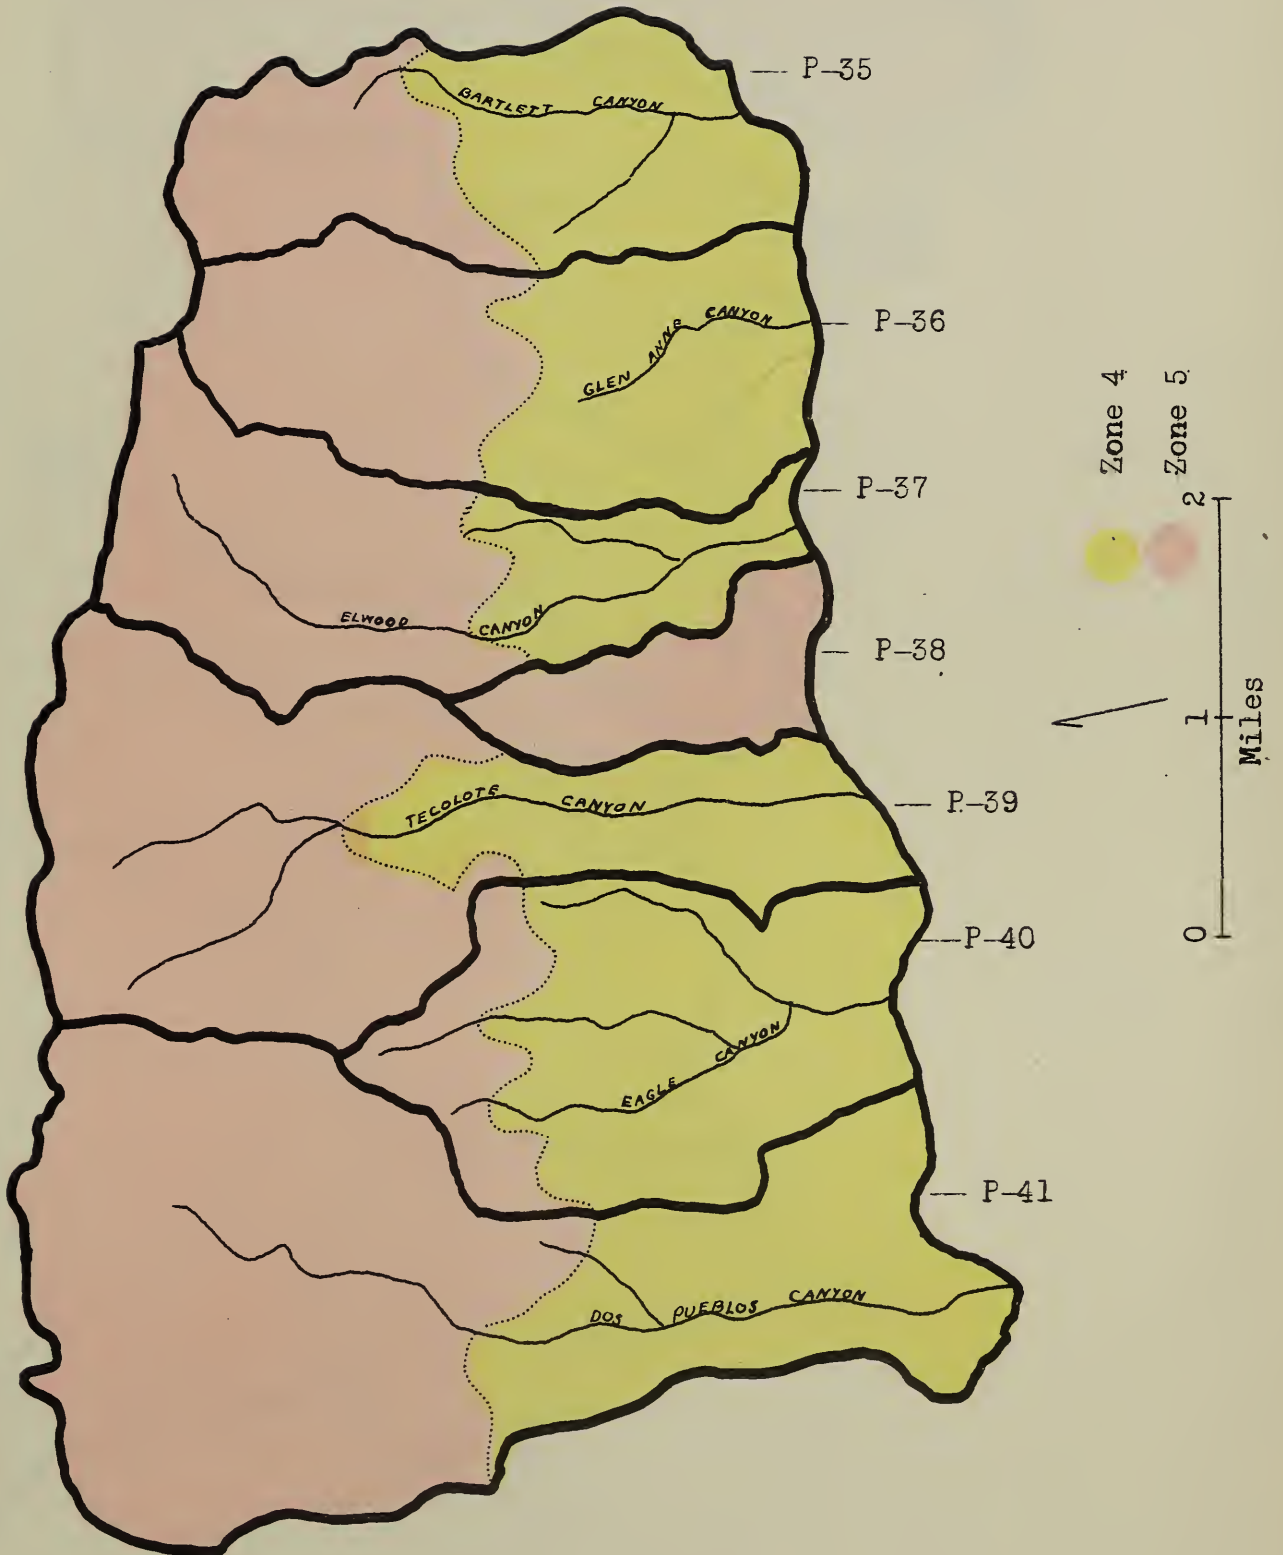 P-35
BARTLETT CANYON
P-36
GLEN ANNE CANYON
P-37
ELWOOD CANYON
P-38
P-39
TECOLOTE CANYON
P-40
EAGLE CANYON
P-41
DOS PUEBLOS CANYON
Zone 4
Zone 5
0 1 2
Miles